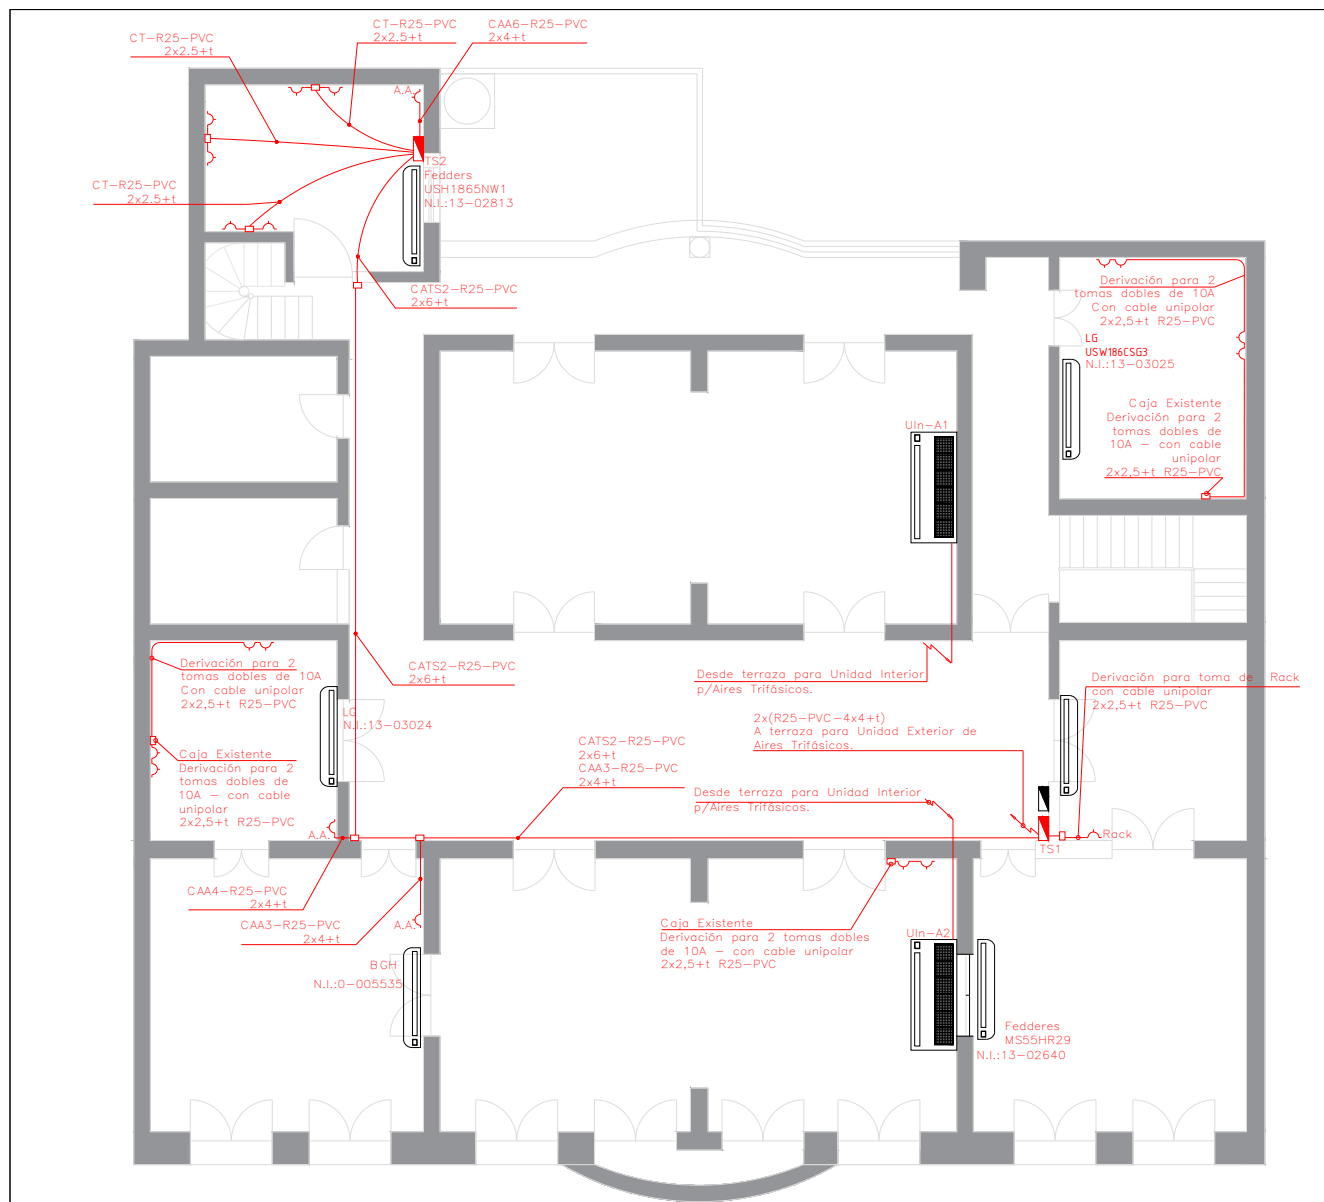 CT-R25-PVC
2x2.5+t
CT-R25-PVC
2x2.5+t
CAA6-R25-PVC
2x4+t
A.A.
TS2
Fedders
USH1865NW1
N.I.:13-02813
CT-R25-PVC
2x2.5+t
CATS2-R25-PVC
2x6+t
Derivación para 2
tomas dobles de 10A
Con cable unipolar
2x2,5+t R25-PVC
LG
USW186CSG3
N.I.:13-03025
Caja Existente
Derivación para 2
tomas dobles de
10A - con cable
unipolar
2x2,5+t R25-PVC
UIn-A1
CATS2-R25-PVC
2x6+t
Desde terraza para Unidad Interior
p/Aires Trifásicos.
Derivación para 2
tomas dobles de 10A
Con cable unipolar
2x2,5+t R25-PVC
LG
N.I.:13-03024
Caja Existente
Derivación para 2
tomas dobles de
10A - con cable
unipolar
2x2,5+t R25-PVC
A.A.
Derivación para toma de Rack
con cable unipolar
2x2,5+t R25-PVC
2x(R25-PVC-4x4+t)
A terraza para Unidad Exterior de
Aires Trifásicos.
CATS2-R25-PVC
2x6+t
CAA3-R25-PVC
2x4+t
Desde terraza para Unidad Interior
p/Aires Trifásicos.
Rack
TS1
CAA4-R25-PVC
2x4+t
CAA3-R25-PVC
2x4+t
A.A.
Caja Existente
Derivación para 2 tomas dobles
de 10A - con cable unipolar
2x2,5+t R25-PVC
UIn-A2
BGH
N.I.:0-005535
Fedderes
MS55HR29
N.I.:13-02640